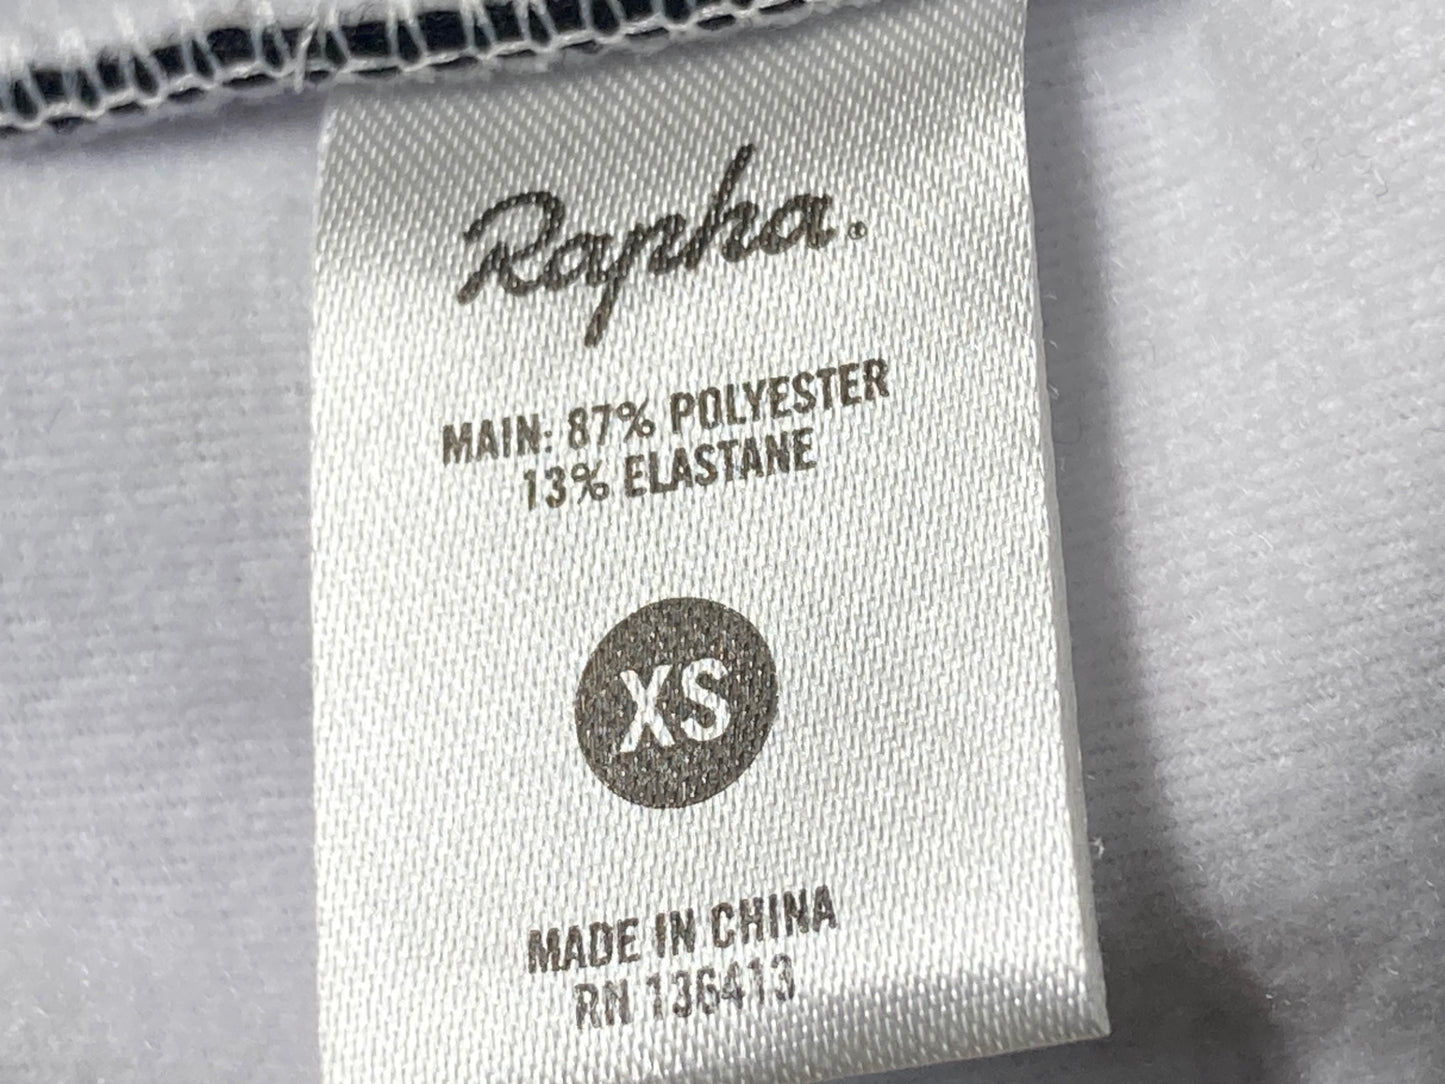 Rapha.
MAIN: 87% POLYESTER
13% ELASTANE
XS
MADE IN CHINA
RN 136413